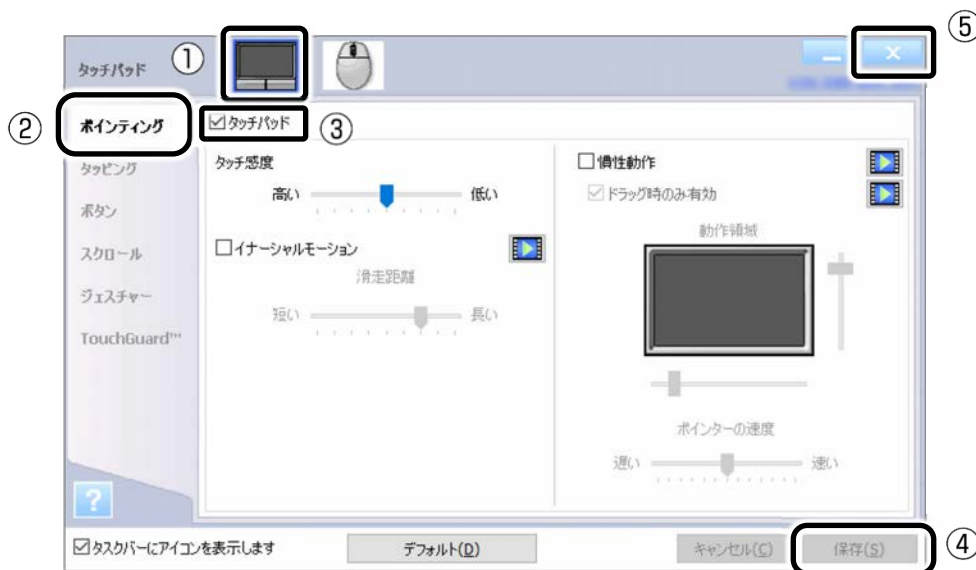 ⑤
タッチパッド ①
② ポインティング ☑タッチパッド ③
タッピング
ボタン
スクロール
ジェスチャー
TouchGuard™
タッチ感度
高い 低い
□イナーシャルモーション
滑走距離
短い 長い
□慣性動作
☑ドラッグ時のみ有効
動作領域
ポインターの速度
遅い 速い
?
☑タスクバーにアイコンを表示します デフォルト(D) キャンセル(C) 保存(S) ④